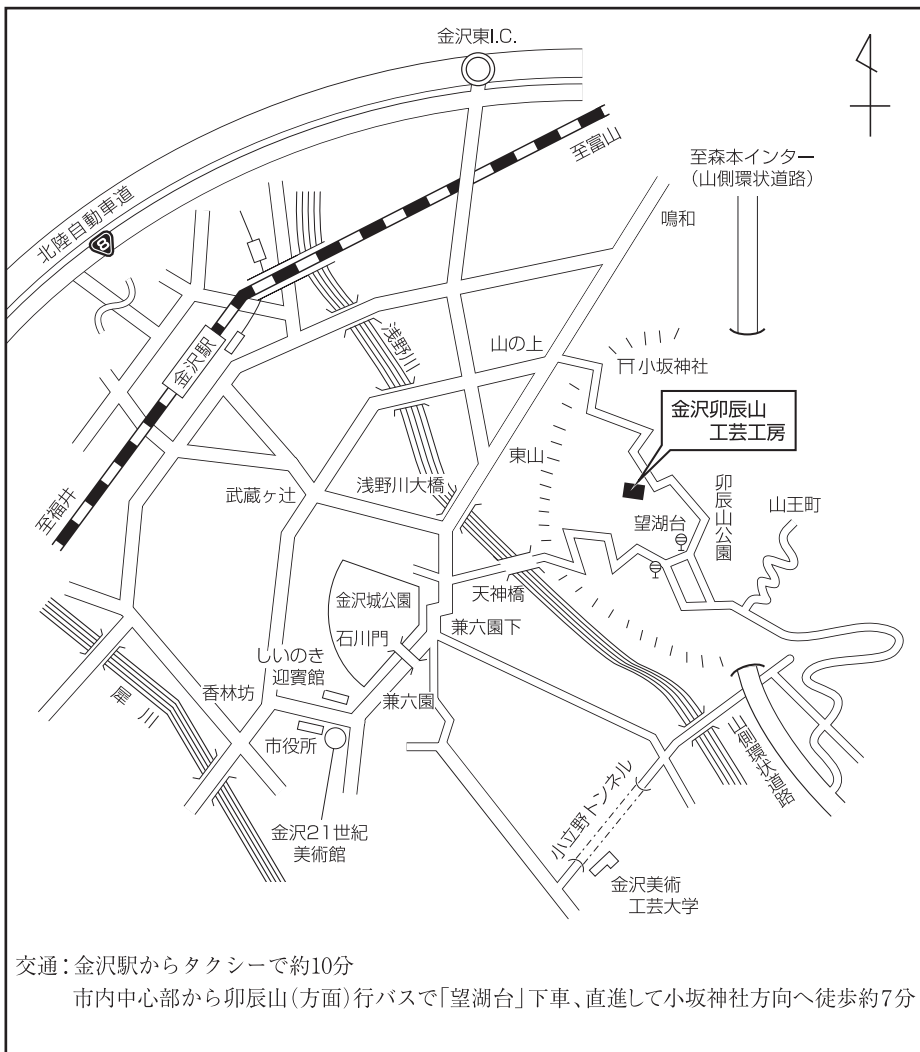 金沢東I.C.
至富山
至森本インター
(山側環状道路)
北陸自動車道
8
鳴和
浅野川
山の上
小坂神社
金沢駅
金沢卯辰山
工芸工房
東山
至福井
武蔵ヶ辻
浅野川大橋
卯辰山公園
望湖台
山王町
金沢城公園
天神橋
石川門
兼六園下
しいのき
迎賓館
香林坊
兼六園
犀川
市役所
山側環状道路
小立野トンネル
金沢21世紀
美術館
金沢美術
工芸大学
交通:金沢駅からタクシーで約10分
市内中心部から卯辰山(方面)行バスで「望湖台」下車、直進して小坂神社方向へ徒歩約7分